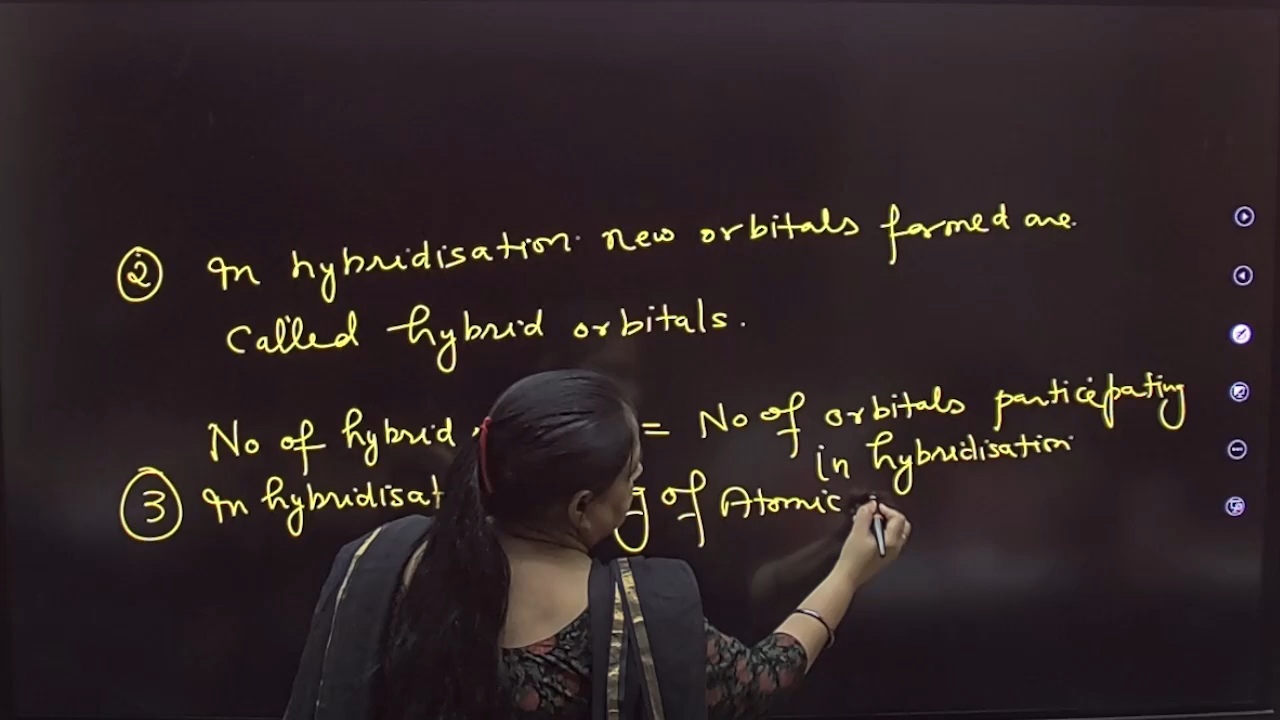 ② In hybridisation new orbitals formed are
called hybrid orbitals.
No of hybrid = No of orbitals participating
in hybridisation
③ In of Atomic